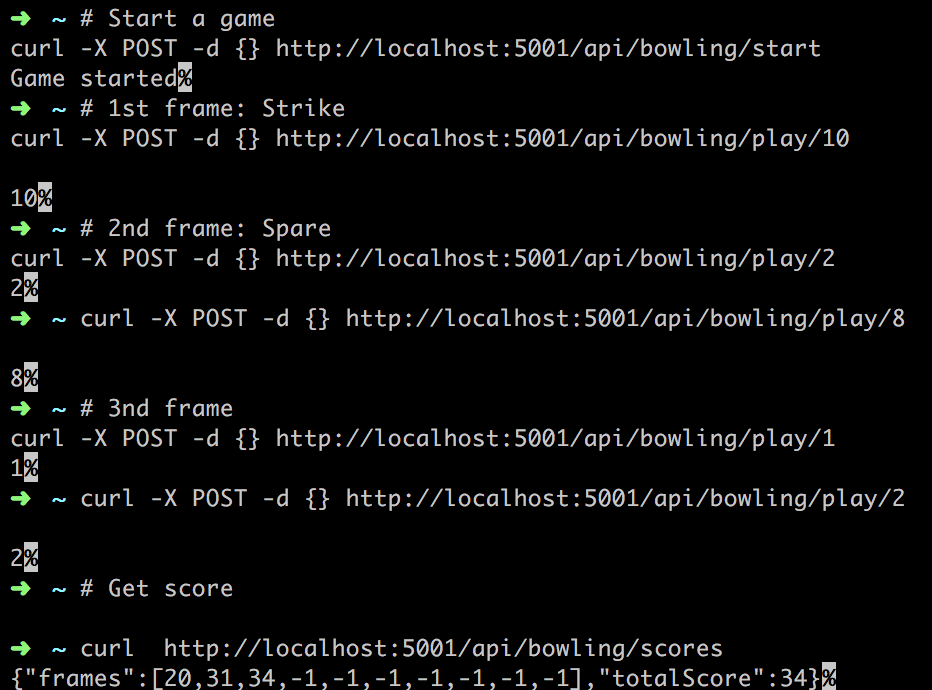 ➜ ~ # Start a game
curl -X POST -d {} http://localhost:5001/api/bowling/start
Game started%
➜ ~ # 1st frame: Strike
curl -X POST -d {} http://localhost:5001/api/bowling/play/10
10%
➜ ~ # 2nd frame: Spare
curl -X POST -d {} http://localhost:5001/api/bowling/play/2
2%
➜ ~ curl -X POST -d {} http://localhost:5001/api/bowling/play/8
8%
➜ ~ # 3nd frame
curl -X POST -d {} http://localhost:5001/api/bowling/play/1
1%
➜ ~ curl -X POST -d {} http://localhost:5001/api/bowling/play/2
2%
➜ ~ # Get score
➜ ~ curl  http://localhost:5001/api/bowling/scores
{"frames":[20,31,34,-1,-1,-1,-1,-1,-1,-1],"totalScore":34}%